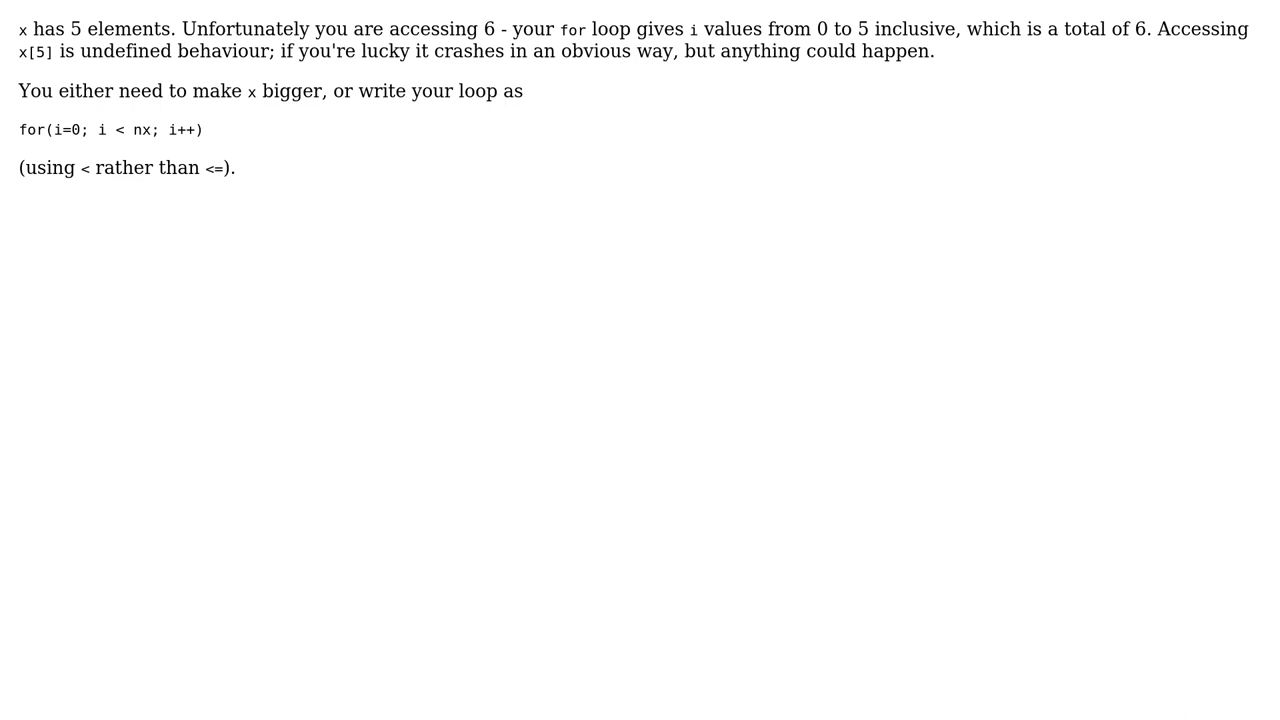 x has 5 elements. Unfortunately you are accessing 6 - your for loop gives i values from 0 to 5 inclusive, which is a total of 6. Accessing
x[5] is undefined behaviour; if you're lucky it crashes in an obvious way, but anything could happen.
You either need to make x bigger, or write your loop as
for(i=0; i < nx; i++)
(using < rather than <=).